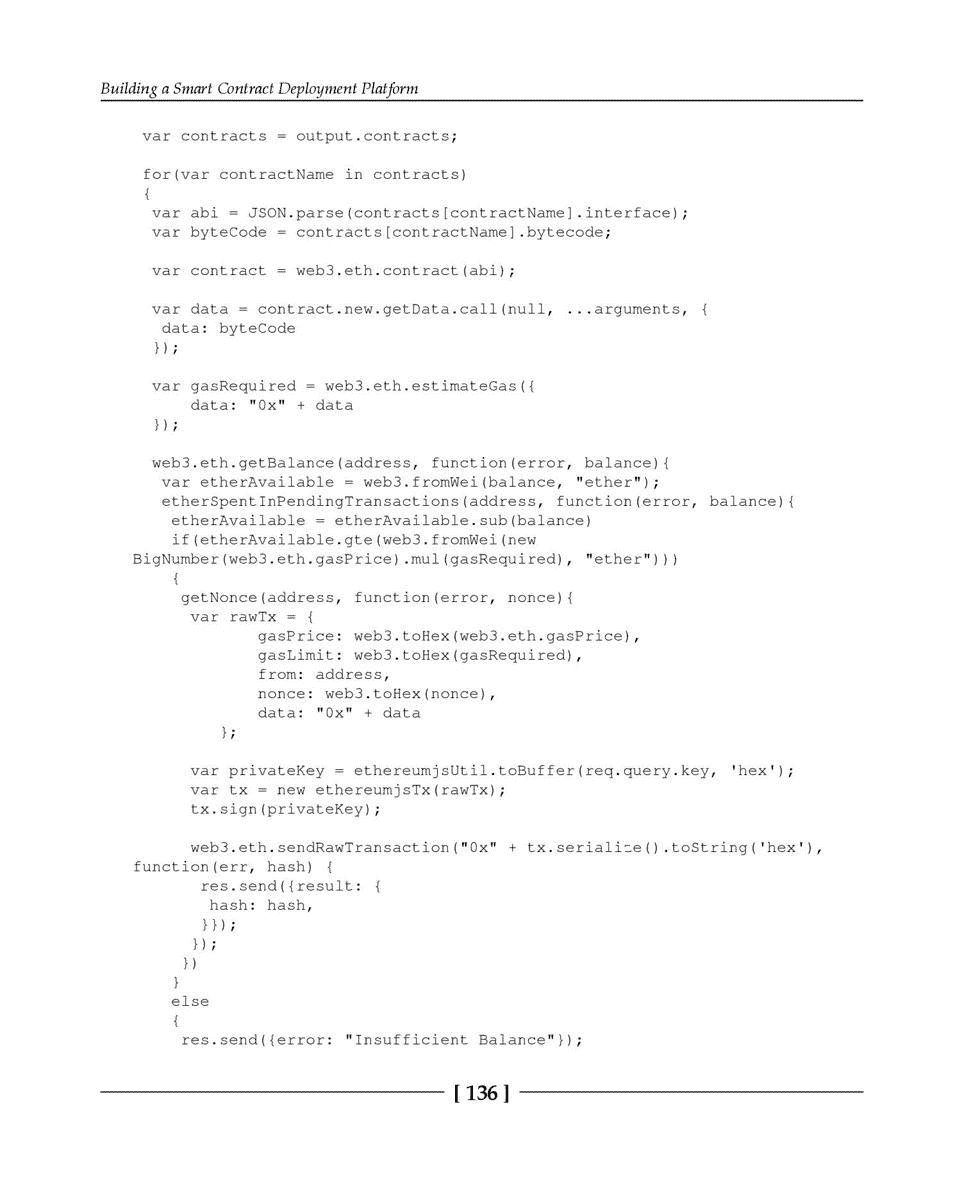 Building a Smart Contract Deployment Platform
var contracts = output.contracts;
for(var contractName in contracts)
{
var abi = JSON.parse(contracts[contractName].interface);
var byteCode = contracts[contractName].bytecode;
var contract = web3.eth.contract(abi);
var data = contract.new.getData.call(null, ...arguments, {
data: byteCode
});
var gasRequired = web3.eth.estimateGas({
data: "0x" + data
});
web3.eth.getBalance(address, function(error, balance){
var etherAvailable = web3.fromWei(balance, "ether");
etherSpentInPendingTransactions(address, function(error, balance){
etherAvailable = etherAvailable.sub(balance)
if(etherAvailable.gte(web3.fromWei(new
BigNumber(web3.eth.gasPrice).mul(gasRequired), "ether")))
{
getNonce(address, function(error, nonce){
var rawTx = {
gasPrice: web3.toHex(web3.eth.gasPrice),
gasLimit: web3.toHex(gasRequired),
from: address,
nonce: web3.toHex(nonce),
data: "0x" + data
};
var privateKey = ethereumjsUtil.toBuffer(req.query.key, 'hex');
var tx = new ethereumjsTx(rawTx);
tx.sign(privateKey);
web3.eth.sendRawTransaction("0x" + tx.serialize().toString('hex'),
function(err, hash) {
res.send({result: {
hash: hash,
}});
});
})
}
else
{
res.send({error: "Insufficient Balance"});
[ 136 ]